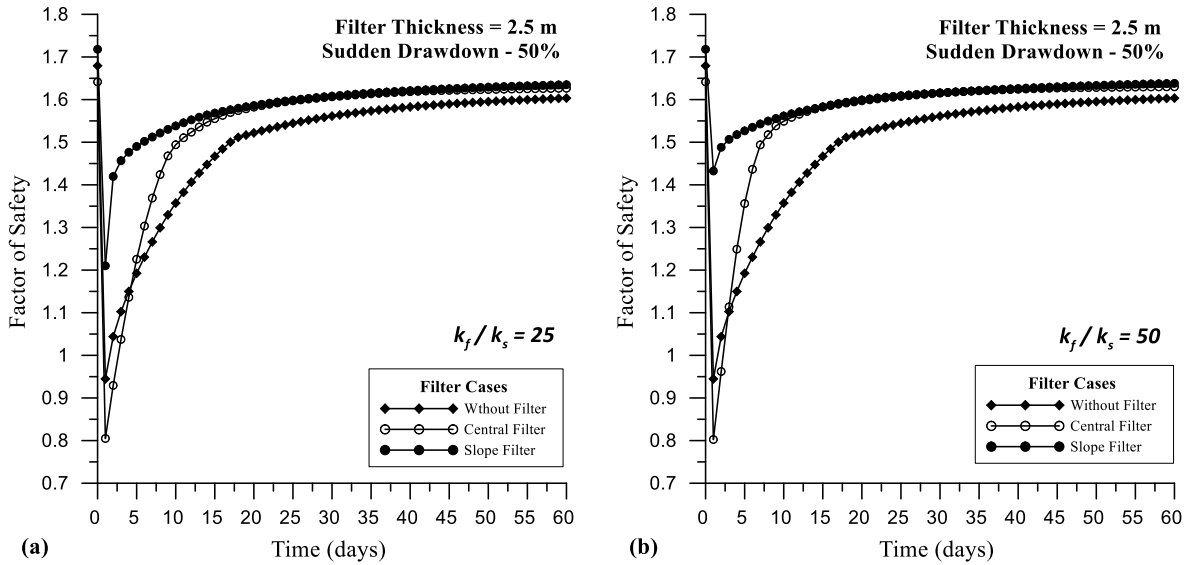 Filter Thickness = 2.5 m
Sudden Drawdown - 50%
1.8
1.7
1.6
1.5
1.4
1.3
1.2
1.1
1
0.9
0.8
0.7
Factor of Safety
k_f / k_s = 25
Filter Cases
Wthout Filter
Central Filter
Slope Filter
0 5 10 15 20 25 30 35 40 45 50 55 60
(a)
Time (days)
Filter Thickness = 2.5 m
Sudden Drawdown - 50%
1.8
1.7
1.6
1.5
1.4
1.3
1.2
1.1
1
0.9
0.8
0.7
Factor of Safety
k_f / k_s = 50
Filter Cases
Without Filter
Central Filter
Slope Filter
0 5 10 15 20 25 30 35 40 45 50 55 60
(b)
Time (days)